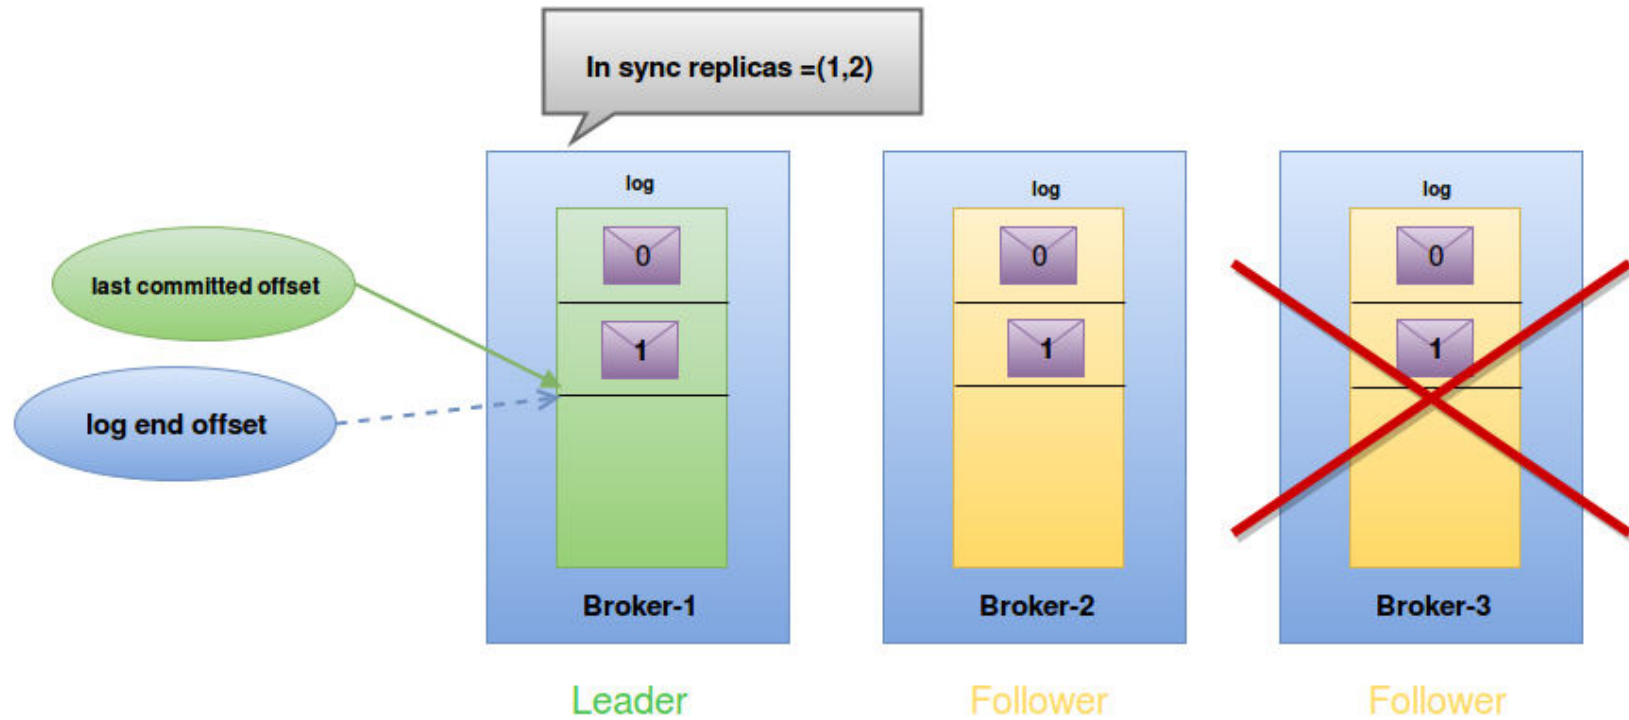 In sync replicas =(1,2)
log
log
log
0
0
0
last committed offset
1
1
1
log end offset
Broker-1
Broker-2
Broker-3
Leader
Follower
Follower